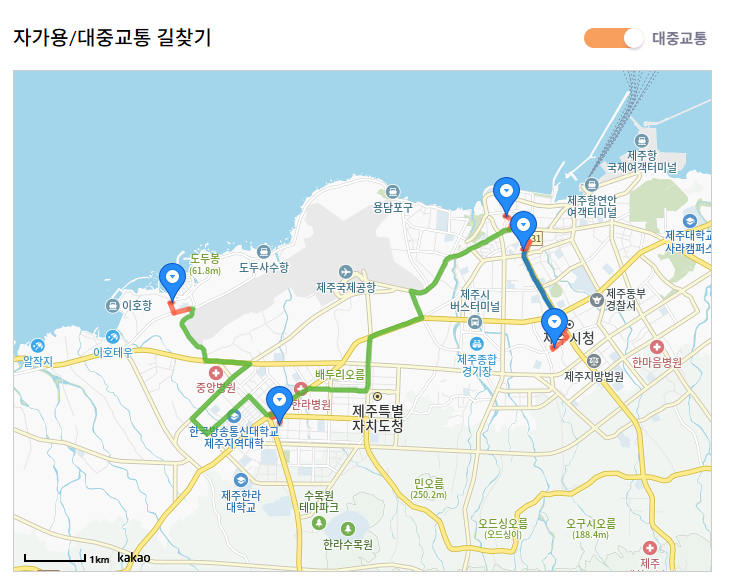 자가용/대중교통 길찾기
대중교통
제주항
국제여객터미널
제주항연안
여객터미널
용담포구
제주대학교
사라캠퍼스
31
도두봉
(61.8m)
도두사수항
제주국제공항
이호항
제주시
버스터미널
제주동부
경찰서
시청
이호테우
알작지
제주종합
경기장
한마음병원
제주지방법원
중앙병원
배두리오름
한라병원
제주특별
자치도청
한국방송통신대학교
제주지역대학
민오름
(250.2m)
제주한라
대학교
수목원
테마파크
오드싱오름
(오드싱이)
오구시오름
(188.4m)
한라수목원
제주
1km
kakao